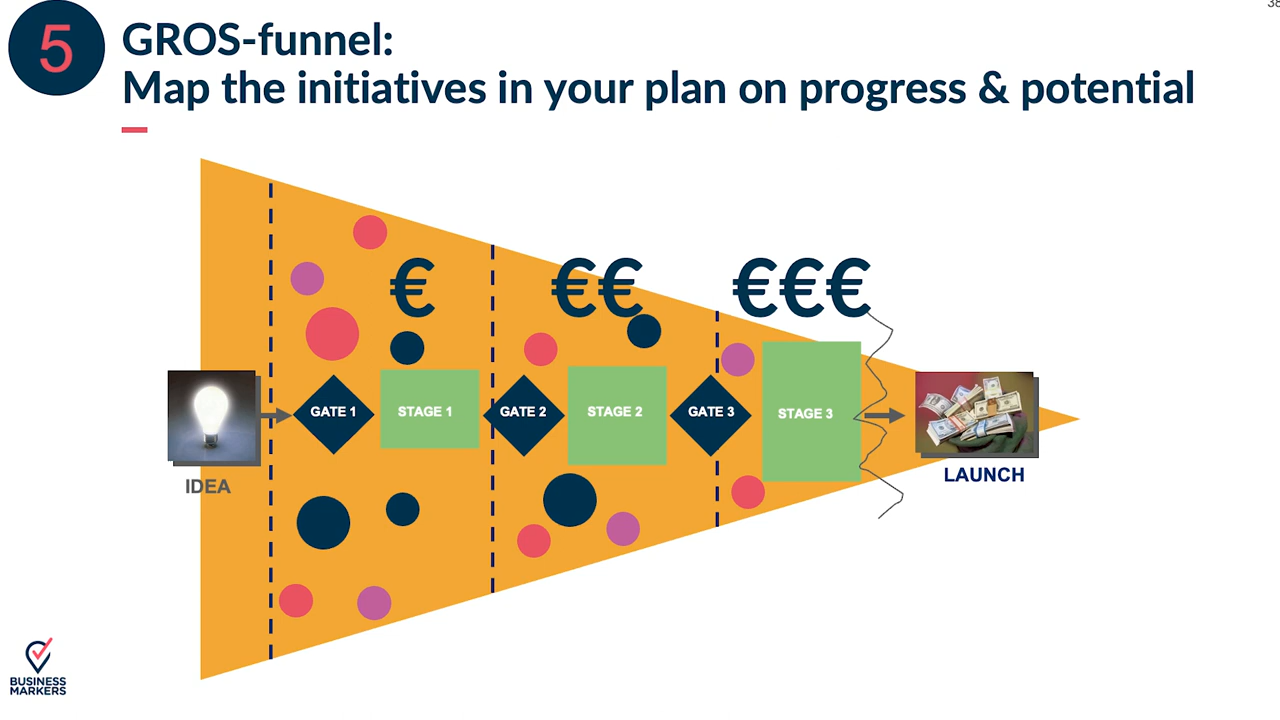 38
5
GROS-funnel:
Map the initiatives in your plan on progress & potential
€
€€
€€€
GATE 1
STAGE 1
GATE 2
STAGE 2
GATE 3
STAGE 3
IDEA
LAUNCH
BUSINESS
MARKERS